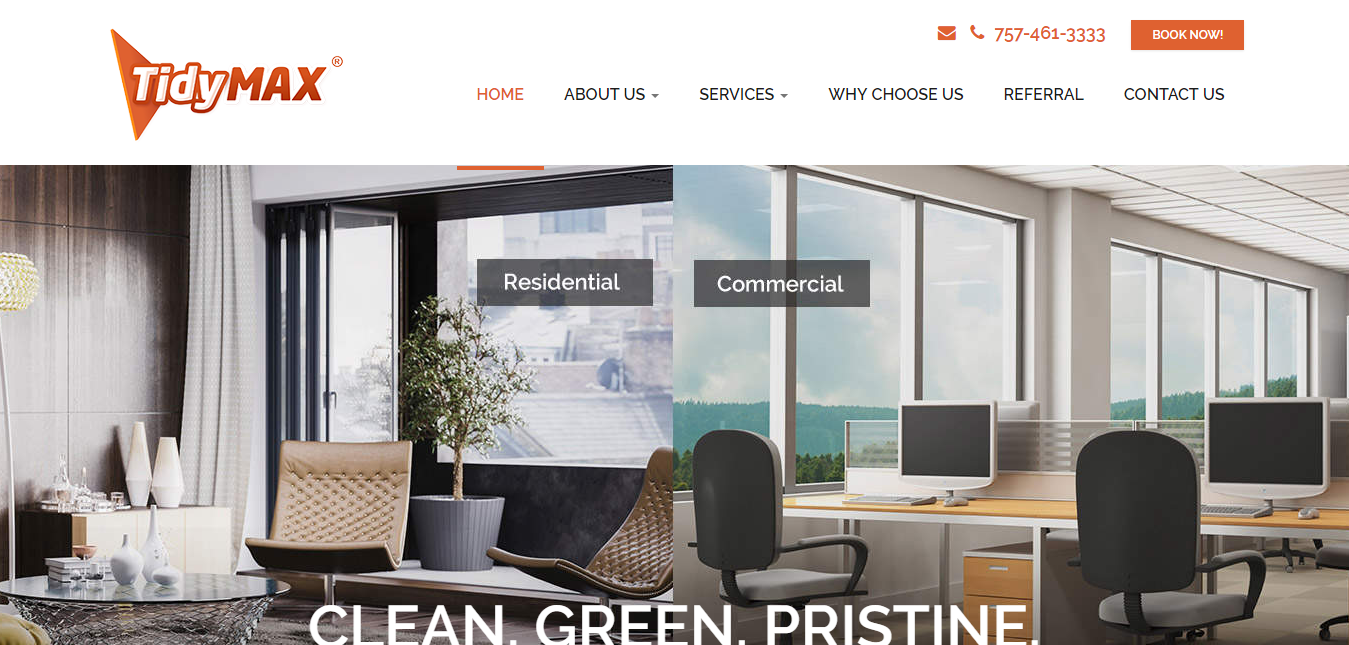 757-461-3333 BOOK NOW!
TidyMAX®
HOME ABOUT US SERVICES WHY CHOOSE US REFERRAL CONTACT US
Residential Commercial
CLEAN. GREEN. PRISTINE.